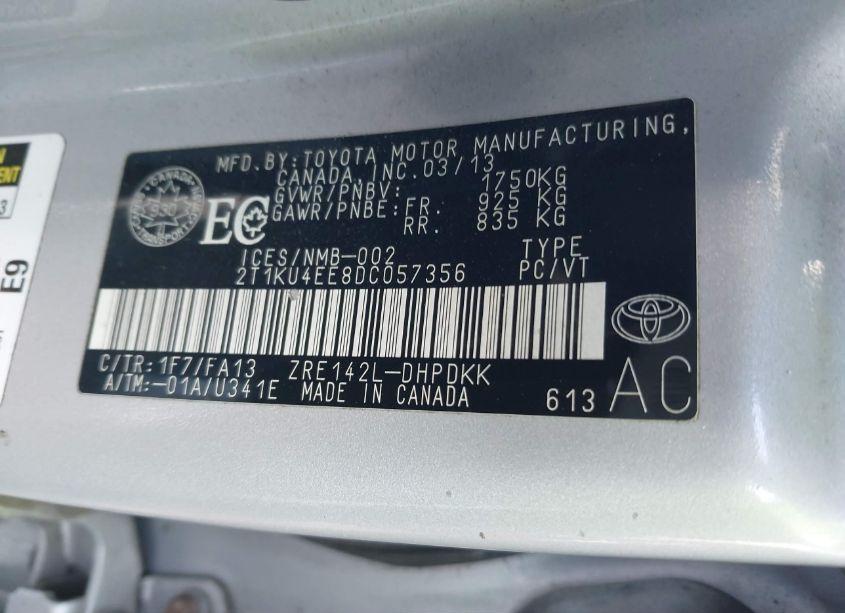 MFD.BY:TOYOTA MOTOR MANUFACTURING,
CANADA, INC.03/13
GVWR/PNBV: 1750KG
GAWR/PNBE: FR. 925 KG
RR. 835 KG
EC
ICES/NMB-002
TYPE
2T1KU4EE8DC057356
PC/VT
C/TR:1F7/FA13 ZRE142L-DHPDKK
A/TM:-01A/U341E MADE IN CANADA
613 AC
E9